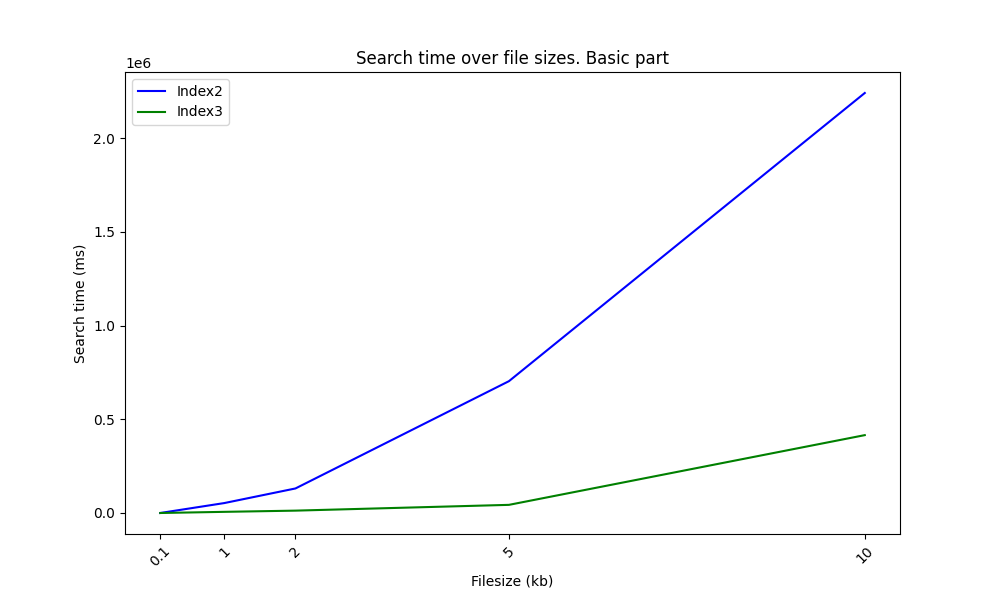 Search time over file sizes. Basic part
1e6
Index2
Index3
2.0
1.5
1.0
0.5
0.0
Search time (ms)
0.1
1
2
5
10
Filesize (kb)